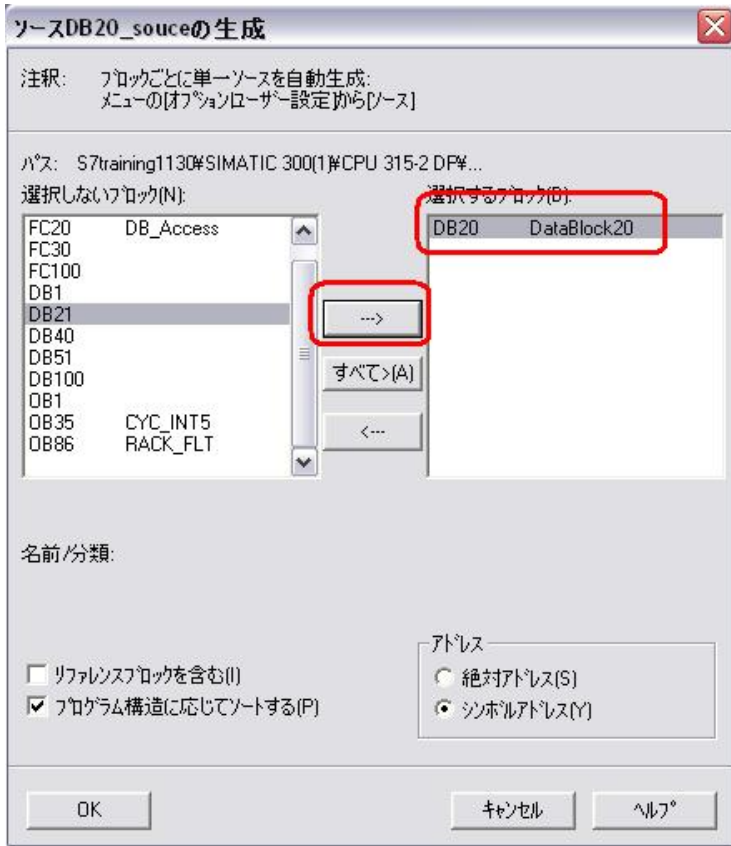 ソースDB20_souceの生成
注釈: ブロックごとに単一ソースを自動生成:
メニューの[オプション|ユーザー設定]から[ソース]
パス: S7training1130¥SIMATIC 300(1)¥CPU 315-2 DP¥...
選択しないブロック(N):
選択するブロック(B):
FC20 DB_Access
FC30
FC100
DB1
DB21
DB40
DB51
DB100
OB1
OB35 CYC_INT5
OB86 RACK_FLT
--->
すべて>(A)
<---
DB20 DataBlock20
名前/分類:
リファレンスブロックを含む(I)
プログラム構造に応じてソートする(P)
アドレス
絶対アドレス(S)
シンボルアドレス(Y)
OK
キャンセル
ヘルプ